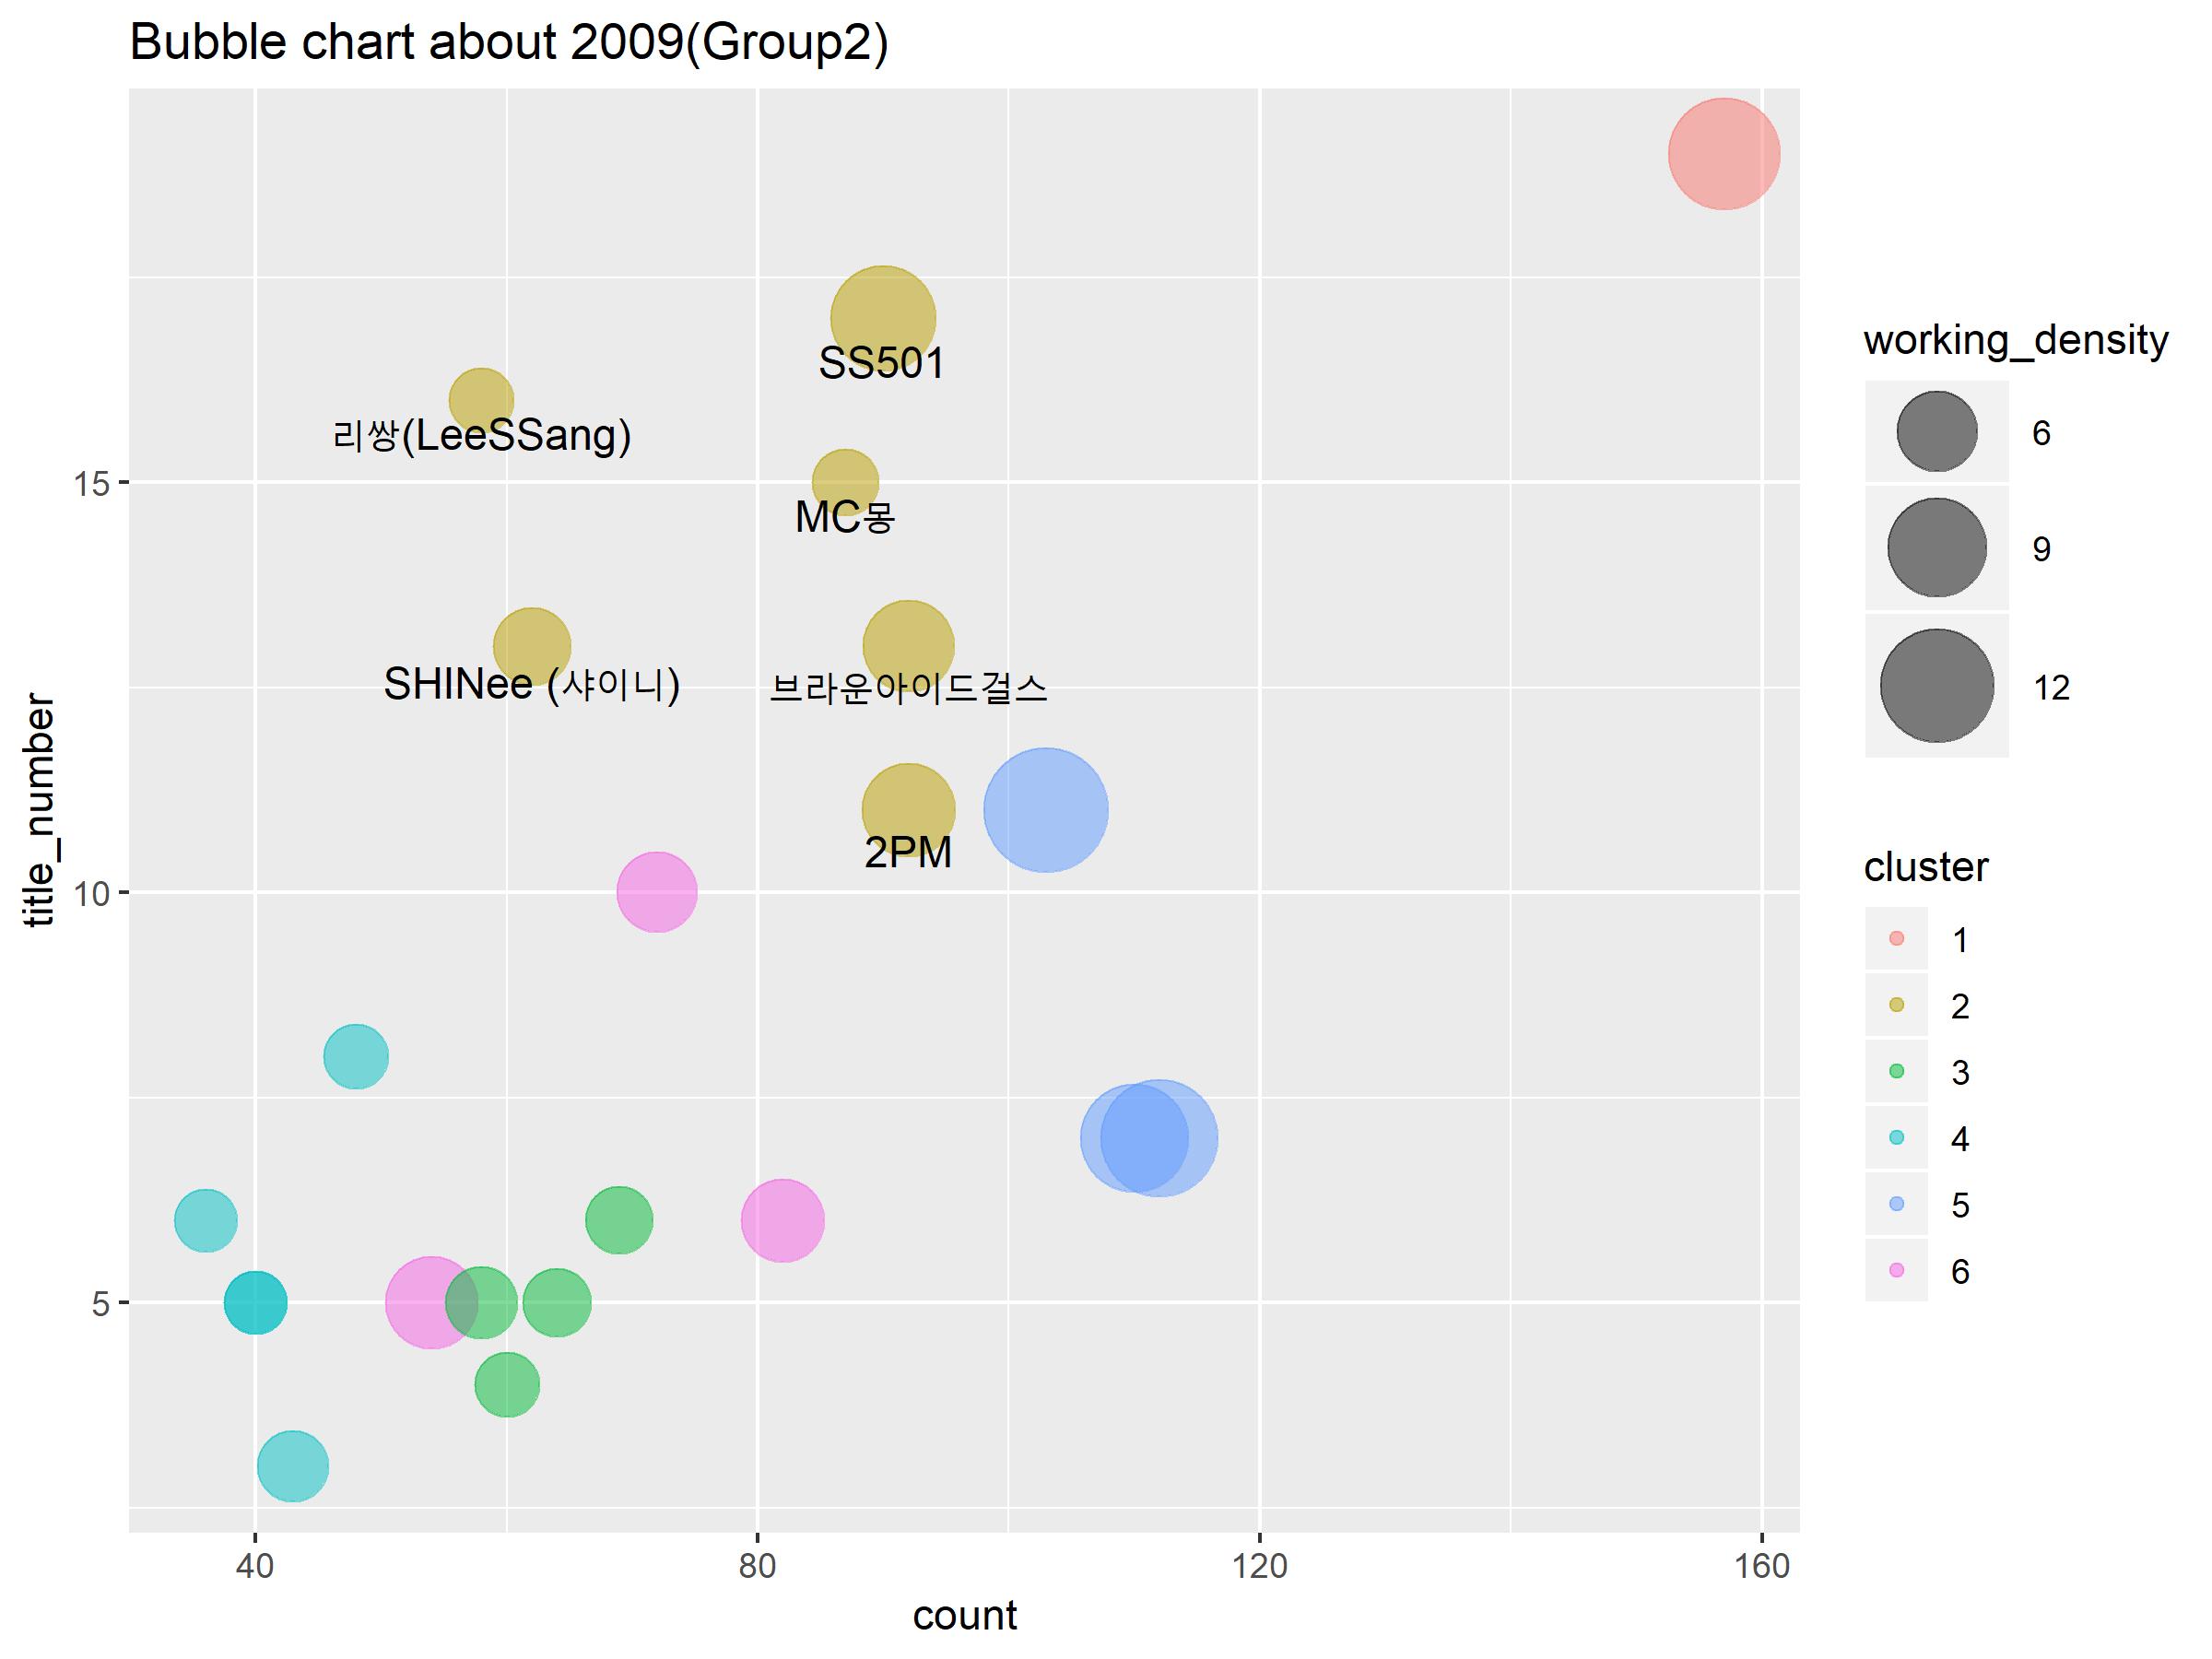 Bubble chart about 2009(Group2)
SS501
리쌍(LeeSSang)
MC몽
SHINee (샤이니)
브라운아이드걸스
2PM
15
10
5
title_number
40
80
120
160
count
working_density
6
9
12
cluster
1
2
3
4
5
6